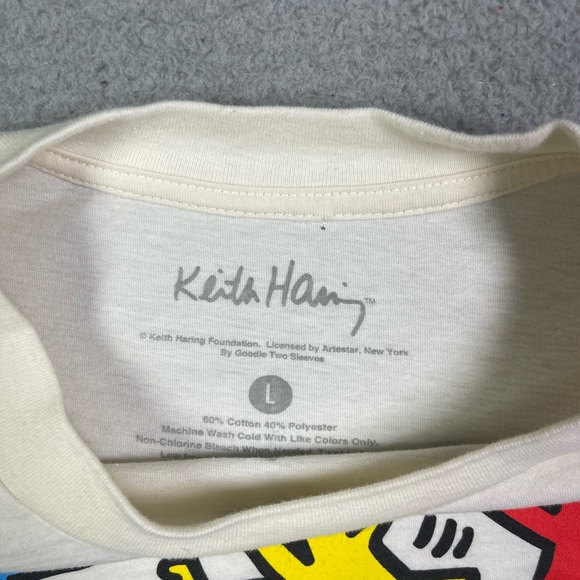 Keith Haring™
© Keith Haring Foundation. Licensed by Artestar, New York
By Goodie Two Sleeves
L
60% Cotton 40% Polyester
Machine Wash Cold With Like Colors Only.
Non-Chlorine Bleach When Needed.